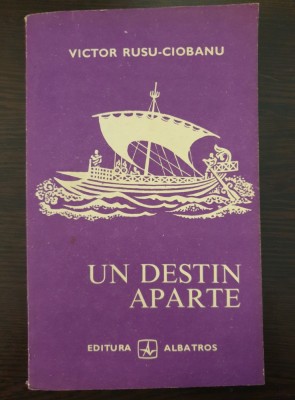 VICTOR RUSU-CIOBANU
UN DESTIN
APARTE
EDITURA ALBATROS